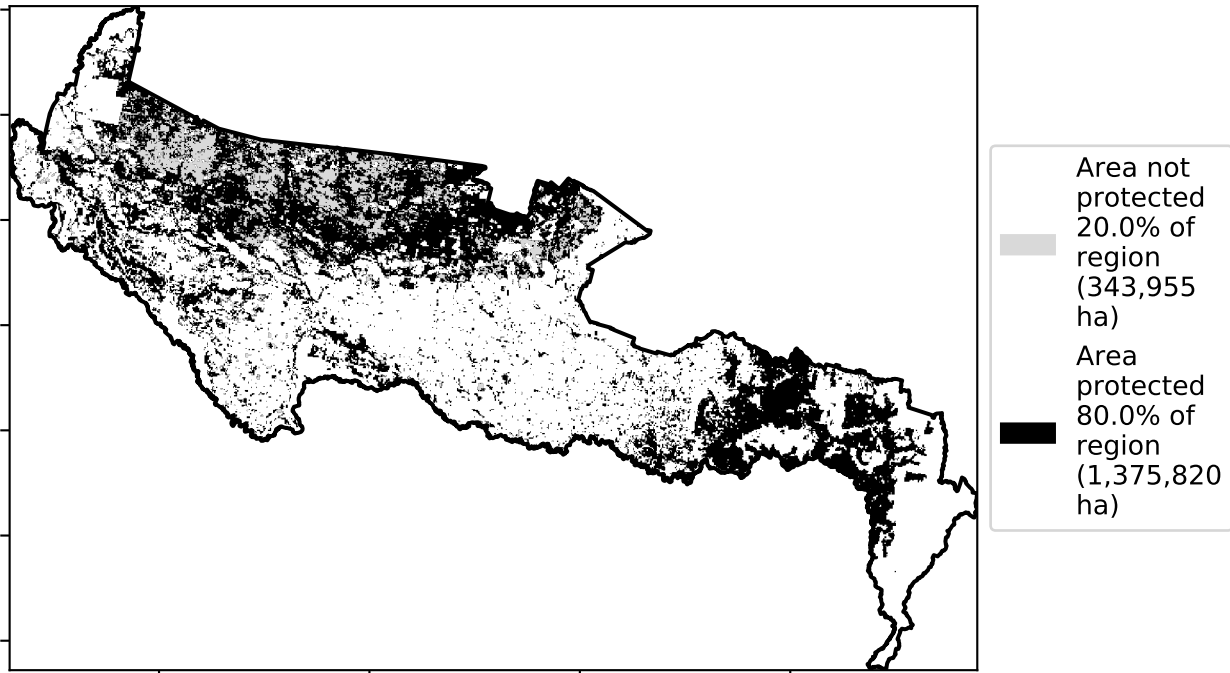 Area not
protected
20.0% of
region
(343,955
ha)
Area
protected
80.0% of
region
(1,375,820
ha)